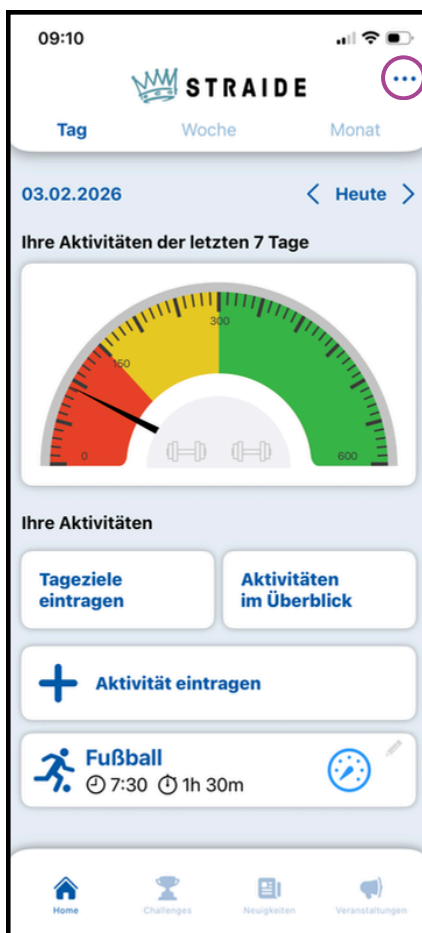 09:10
STRAIDE
Tag Woche Monat
03.02.2026 Heute
Ihre Aktivitäten der letzten 7 Tage
0 150 300 600
Ihre Aktivitäten
Tageziele
eintragen
Aktivitäten
im Überblick
Aktivität eintragen
Fußball
7:30 1h 30m
Home Challenges Neuigkeiten Veranstaltungen